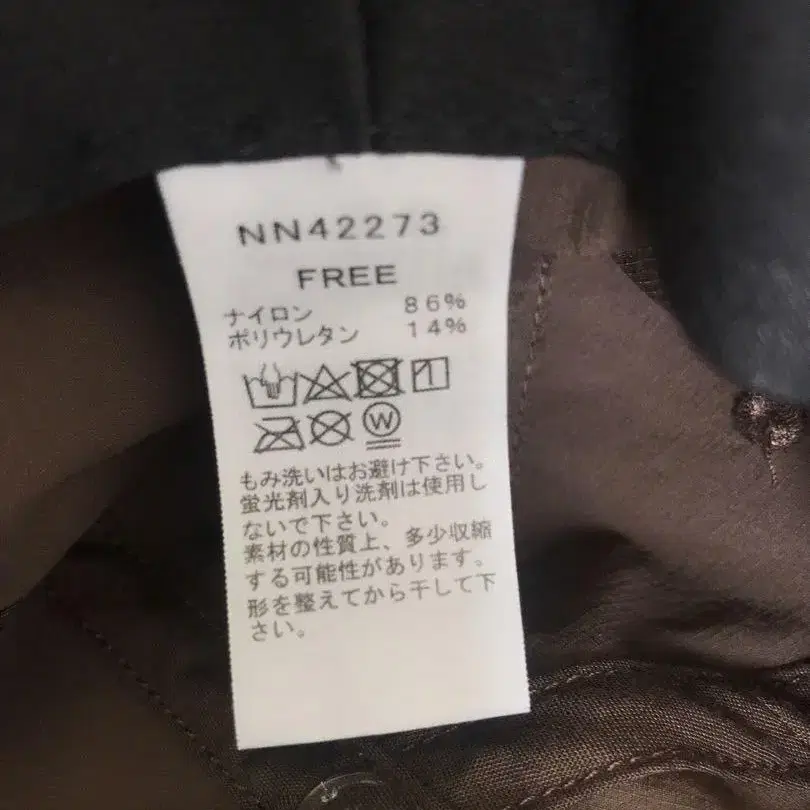 NN42273
FREE
ナイロン 86%
ポリウレタン 14%
W
もみ洗いはお避け下さい。
蛍光剤入り洗剤は使用し
ないで下さい。
素材の性質上、多少収縮
する可能性があります。
形を整えてから干して下
さい。